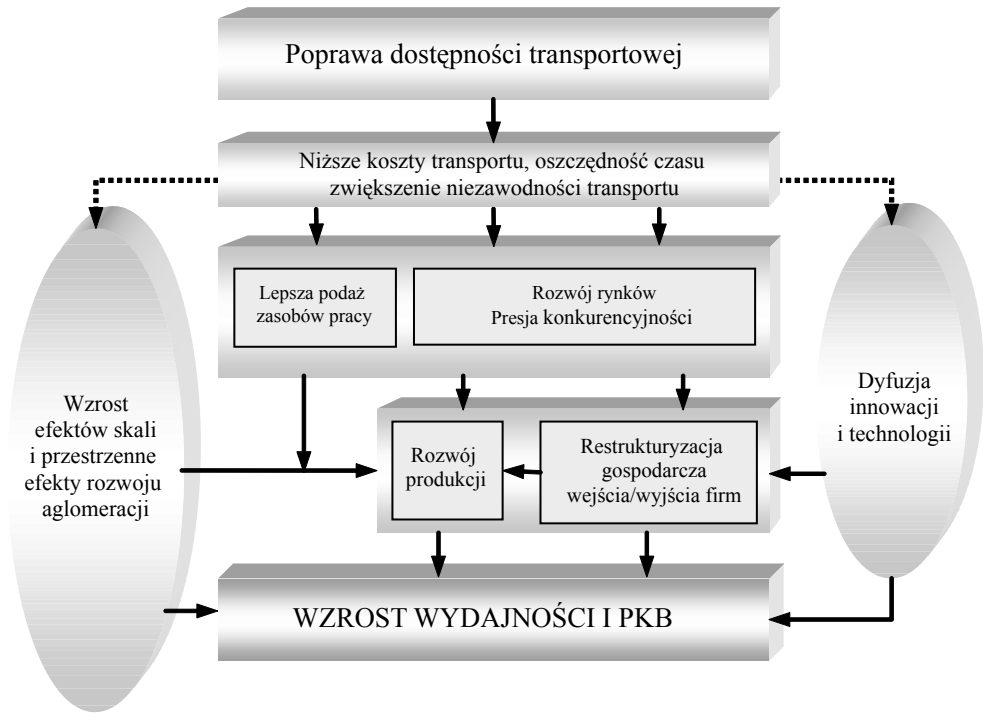 Poprawa dostępności transportowej
Niższe koszty transportu, oszczędność czasu
zwiększenie niezawodności transportu
Lepsza podaż
zasobów pracy
Rozwój rynków
Presja konkurencyjności
Wzrost
efektów skali
i przestrzenne
efekty rozwoju
aglomeracji
Rozwój
produkcji
Restrukturyzacja
gospodarcza
wejścia/wyjścia firm
Dyfuzja
innowacji
i technologii
WZROST WYDAJNOŚCI I PKB